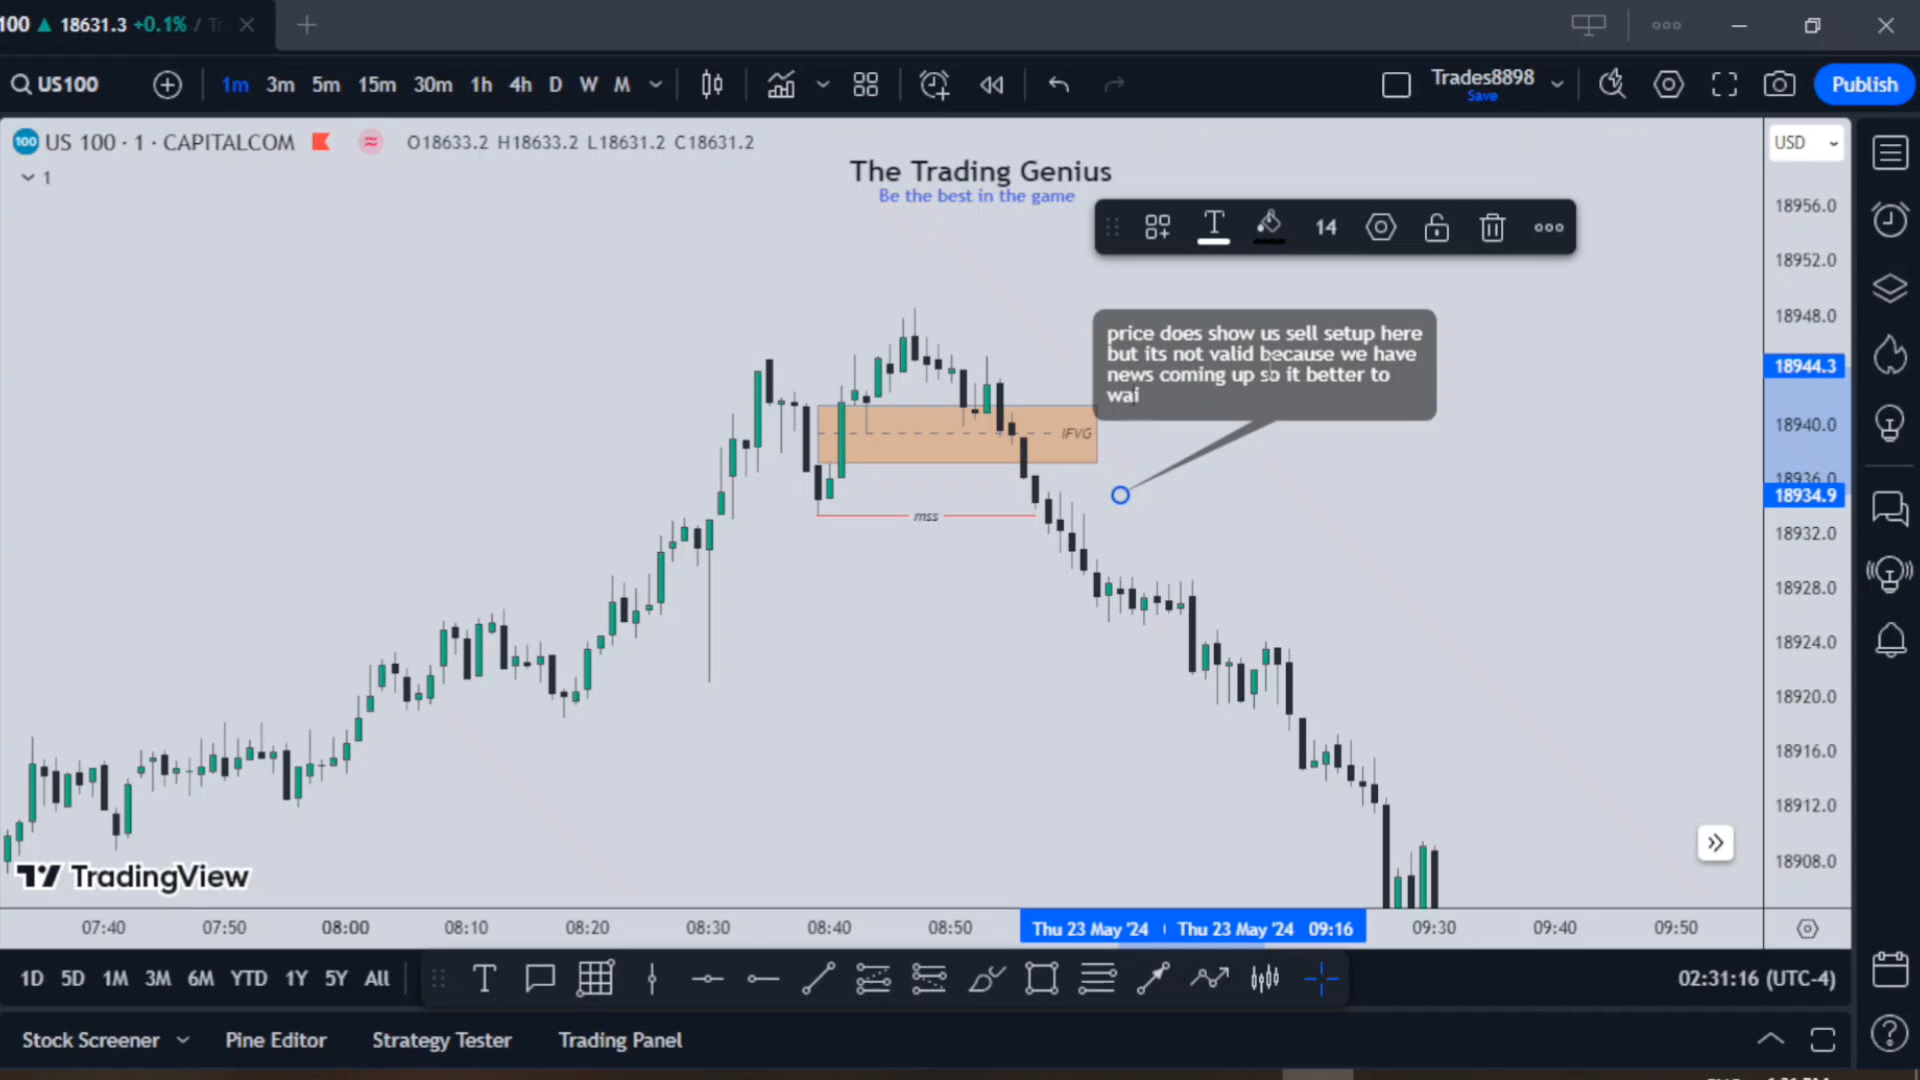 100 ▲ 18631.3 +0.1% /
US100 1m 3m 5m 15m 30m 1h 4h D W M Trades8898 Publish
Save
100 US 100 · 1 · CAPITALCOM O18633.2 H18633.2 L18631.2 C18631.2 USD
1
The Trading Genius
Be the best in the game
14
price does show us sell setup here
but its not valid because we have
news coming up so it better to
wai
IFVG
mss
18956.0
18952.0
18948.0
18944.3
18940.0
18936.0
18934.9
18932.0
18928.0
18924.0
18920.0
18916.0
18912.0
18908.0
TradingView
07:40 07:50 08:00 08:10 08:20 08:30 08:40 08:50 Thu 23 May '24 Thu 23 May '24 09:16 09:30 09:40 09:50
1D 5D 1M 3M 6M YTD 1Y 5Y All 02:31:16 (UTC-4)
Stock Screener Pine Editor Strategy Tester Trading Panel